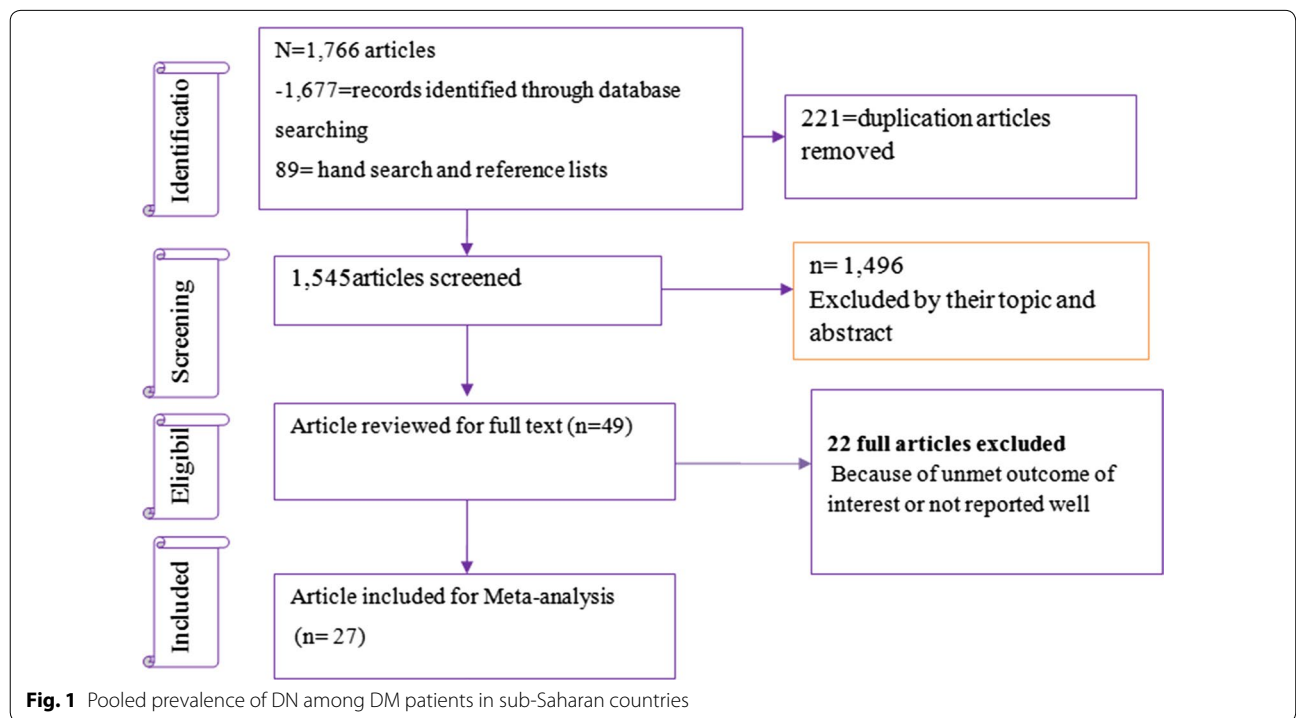 Identificatio
N=1,766 articles
-1,677=records identified through database
searching
89= hand search and reference lists
221=duplication articles
removed
Screening
1,545articles screened
n= 1,496
Excluded by their topic and
abstract
Eligibil
Article reviewed for full text (n=49)
22 full articles excluded
Because of unmet outcome of
interest or not reported well
Included
Article included for Meta-analysis
(n= 27)
Fig. 1 Pooled prevalence of DN among DM patients in sub-Saharan countries